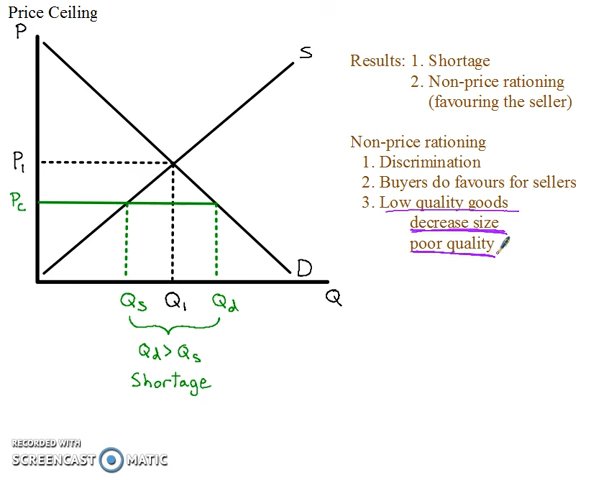 Price Ceiling
P
S
P1
Pc
D
Q
Qs Q1 Qd
Qd > Qs
Shortage
Results: 1. Shortage
2. Non-price rationing
(favouring the seller)
Non-price rationing
1. Discrimination
2. Buyers do favours for sellers
3. Low quality goods
decrease size
poor quality
RECORDED WITH
SCREENCAST O MATIC